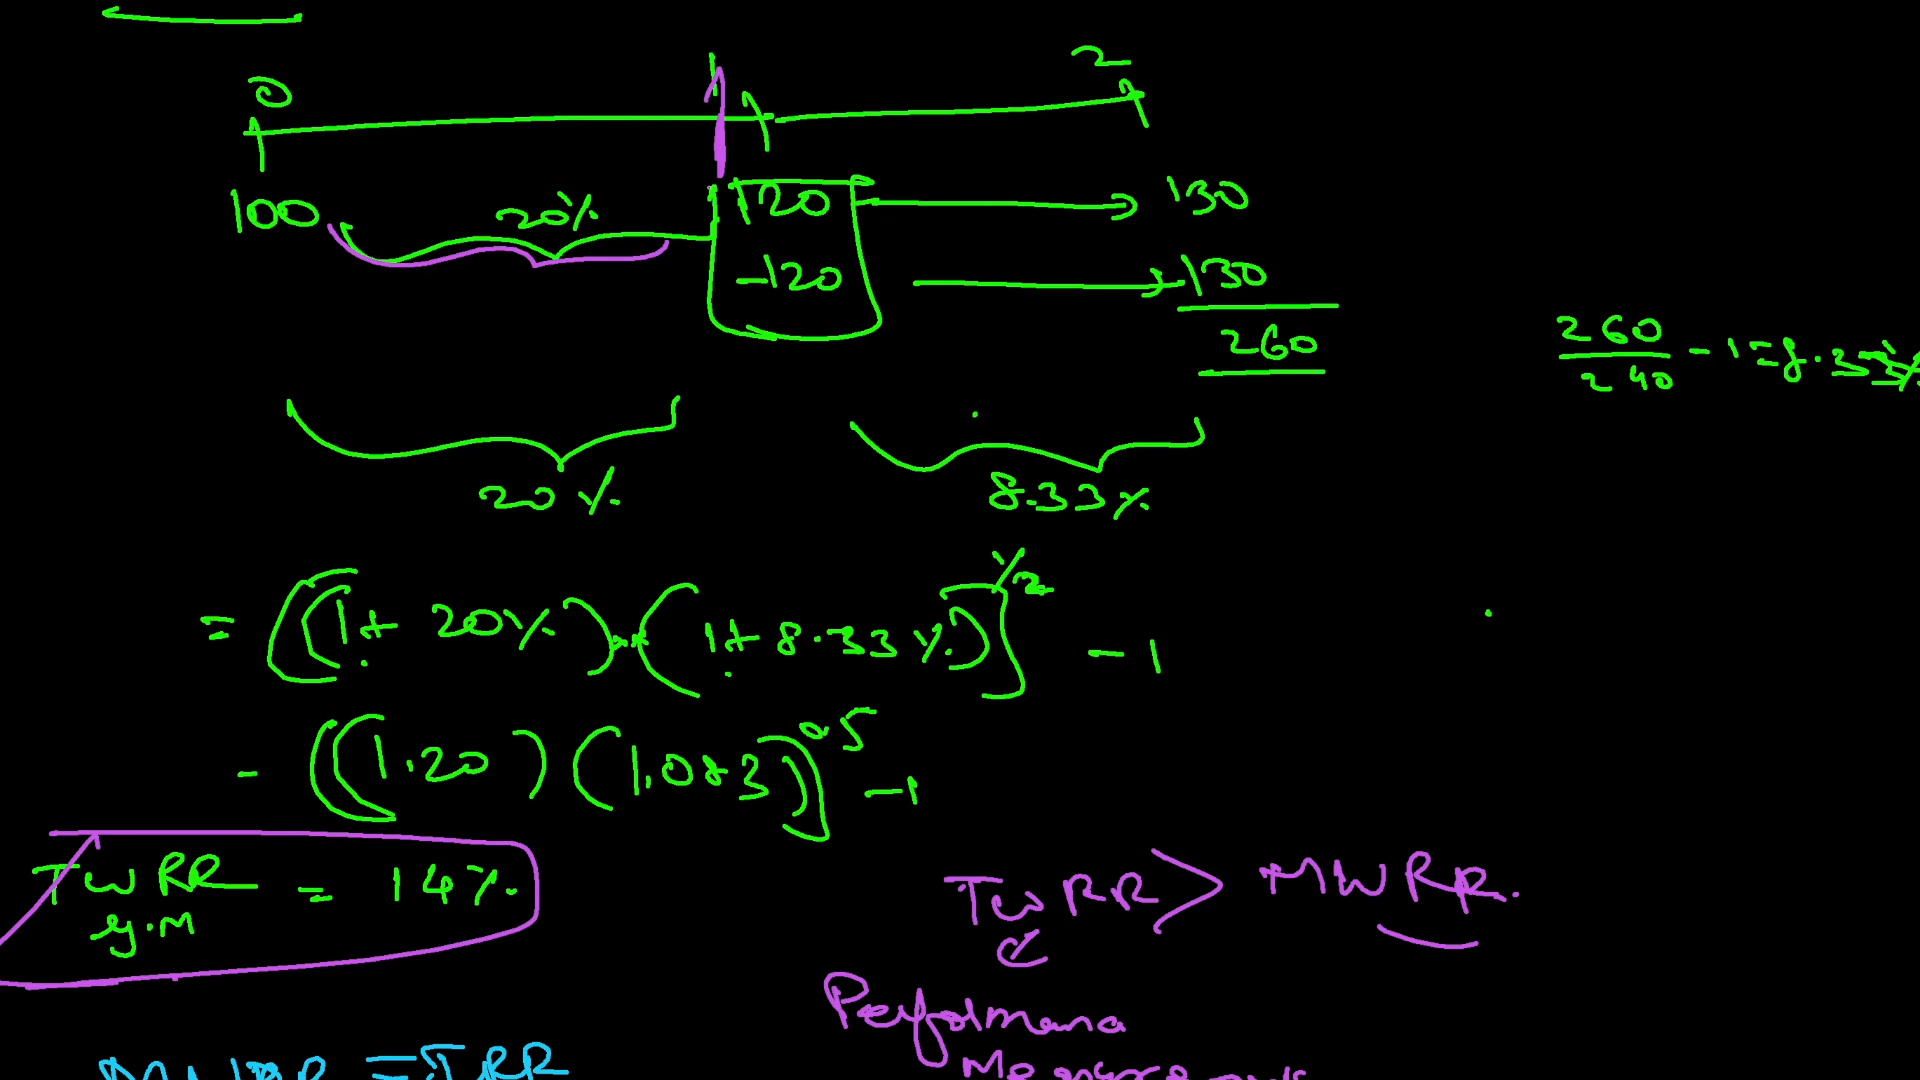 0 1 2
100 20% 120 130
-120 130
260
260/240 - 1 = 8.33%
20% 8.33%
= ((1+20%) × (1+8.33%))^1/2 - 1
- ((1.20)(1.083))^0.5 - 1
TWRR = 14%.
g.M
TWRR > MWRR.
Performance
MWRR = IRR